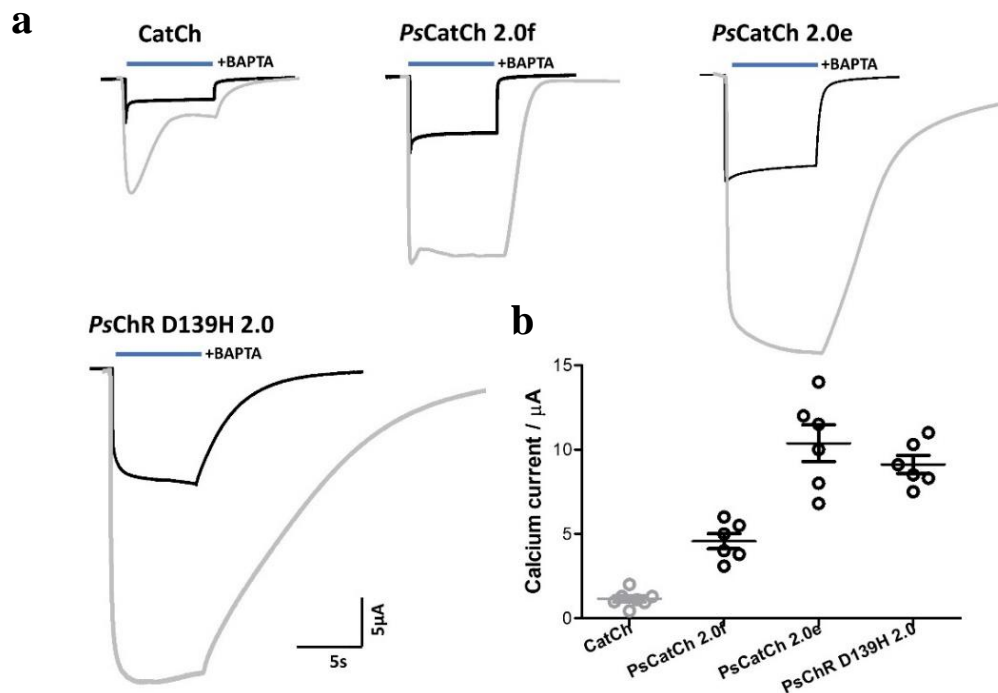 a
CatCh
+BAPTA
PsCatCh 2.0f
+BAPTA
PsCatCh 2.0e
+BAPTA
PsChR D139H 2.0
+BAPTA
5µA
5s
b
Calcium current / µA
15
10
5
0
CatCh
PsCatCh 2.0f
PsCatCh 2.0e
PsChR D139H 2.0